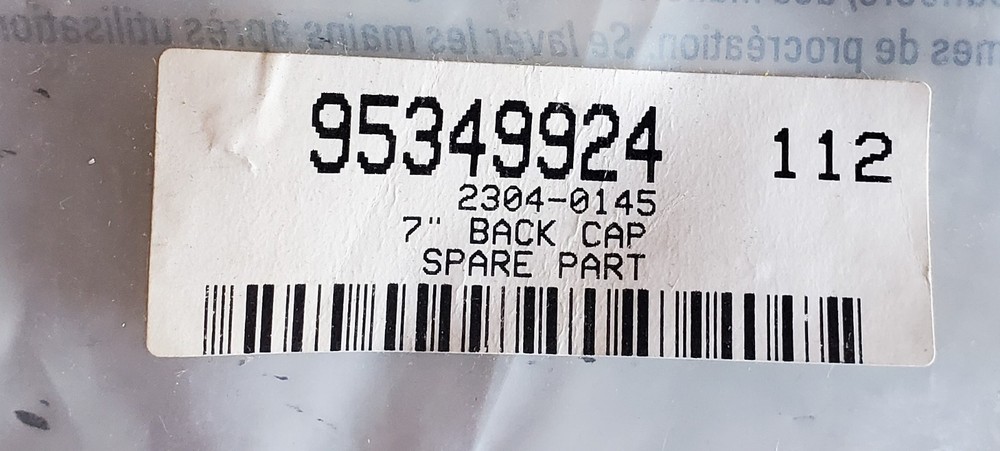 mes de procréation. Se laver les mains après utilisation
95349924 112
2304-0145
7" BACK CAP
SPARE PART